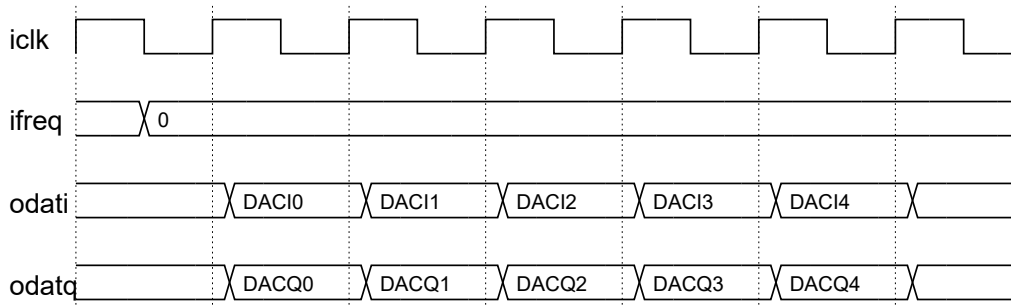 iclk
ifreq 0
odati DACI0 DACI1 DACI2 DACI3 DACI4
odatq DACQ0 DACQ1 DACQ2 DACQ3 DACQ4